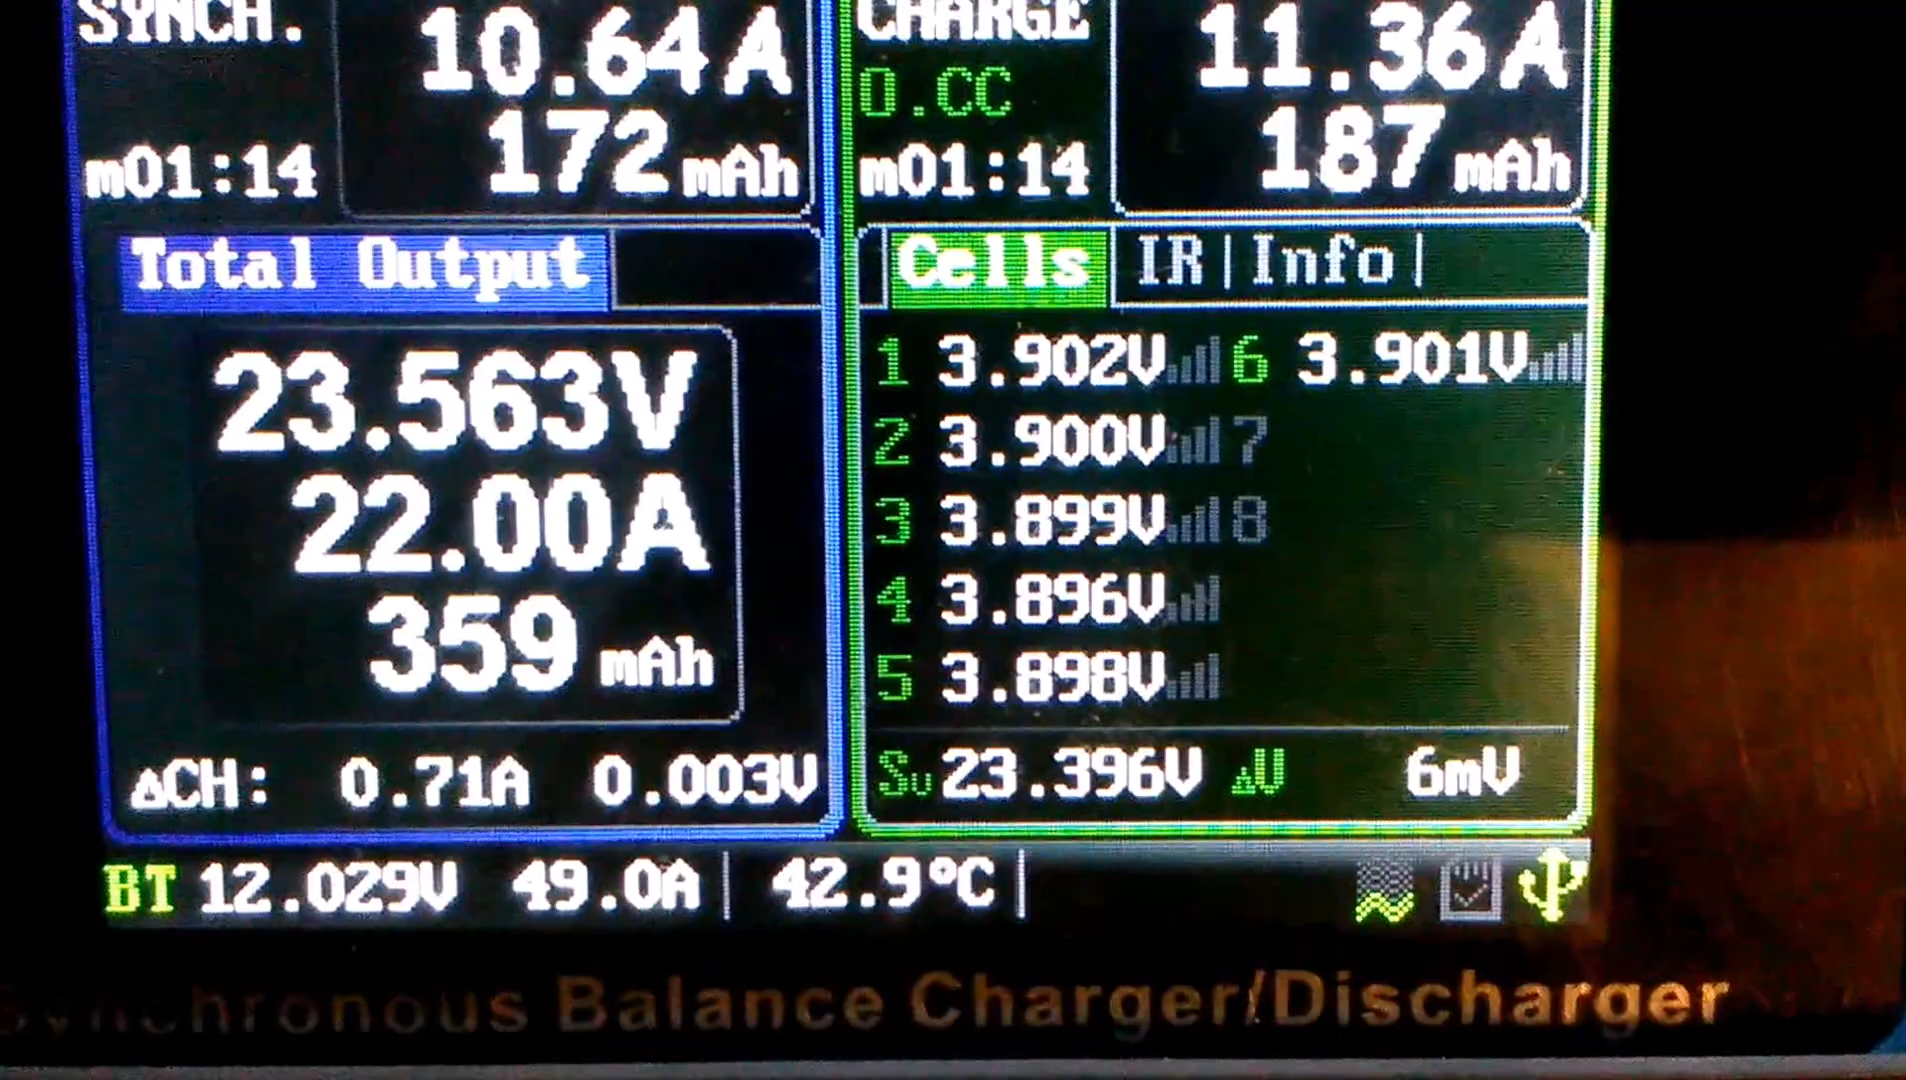 SYNCH. 10.64A
172mAh
m01:14
CHARGE 11.36A
D.CC
187mAh
m01:14
Total Output
23.563V
22.00A
359 mAh
ΔCH: 0.71A 0.003V
Cells IR| Info|
1 3.902V 6 3.901V
2 3.900V 7
3 3.899V 8
4 3.896V
5 3.898V
SU 23.396V ΔU 6mV
BT 12.029V 49.0A| 42.9°C|
Synchronous Balance Charger/Discharger